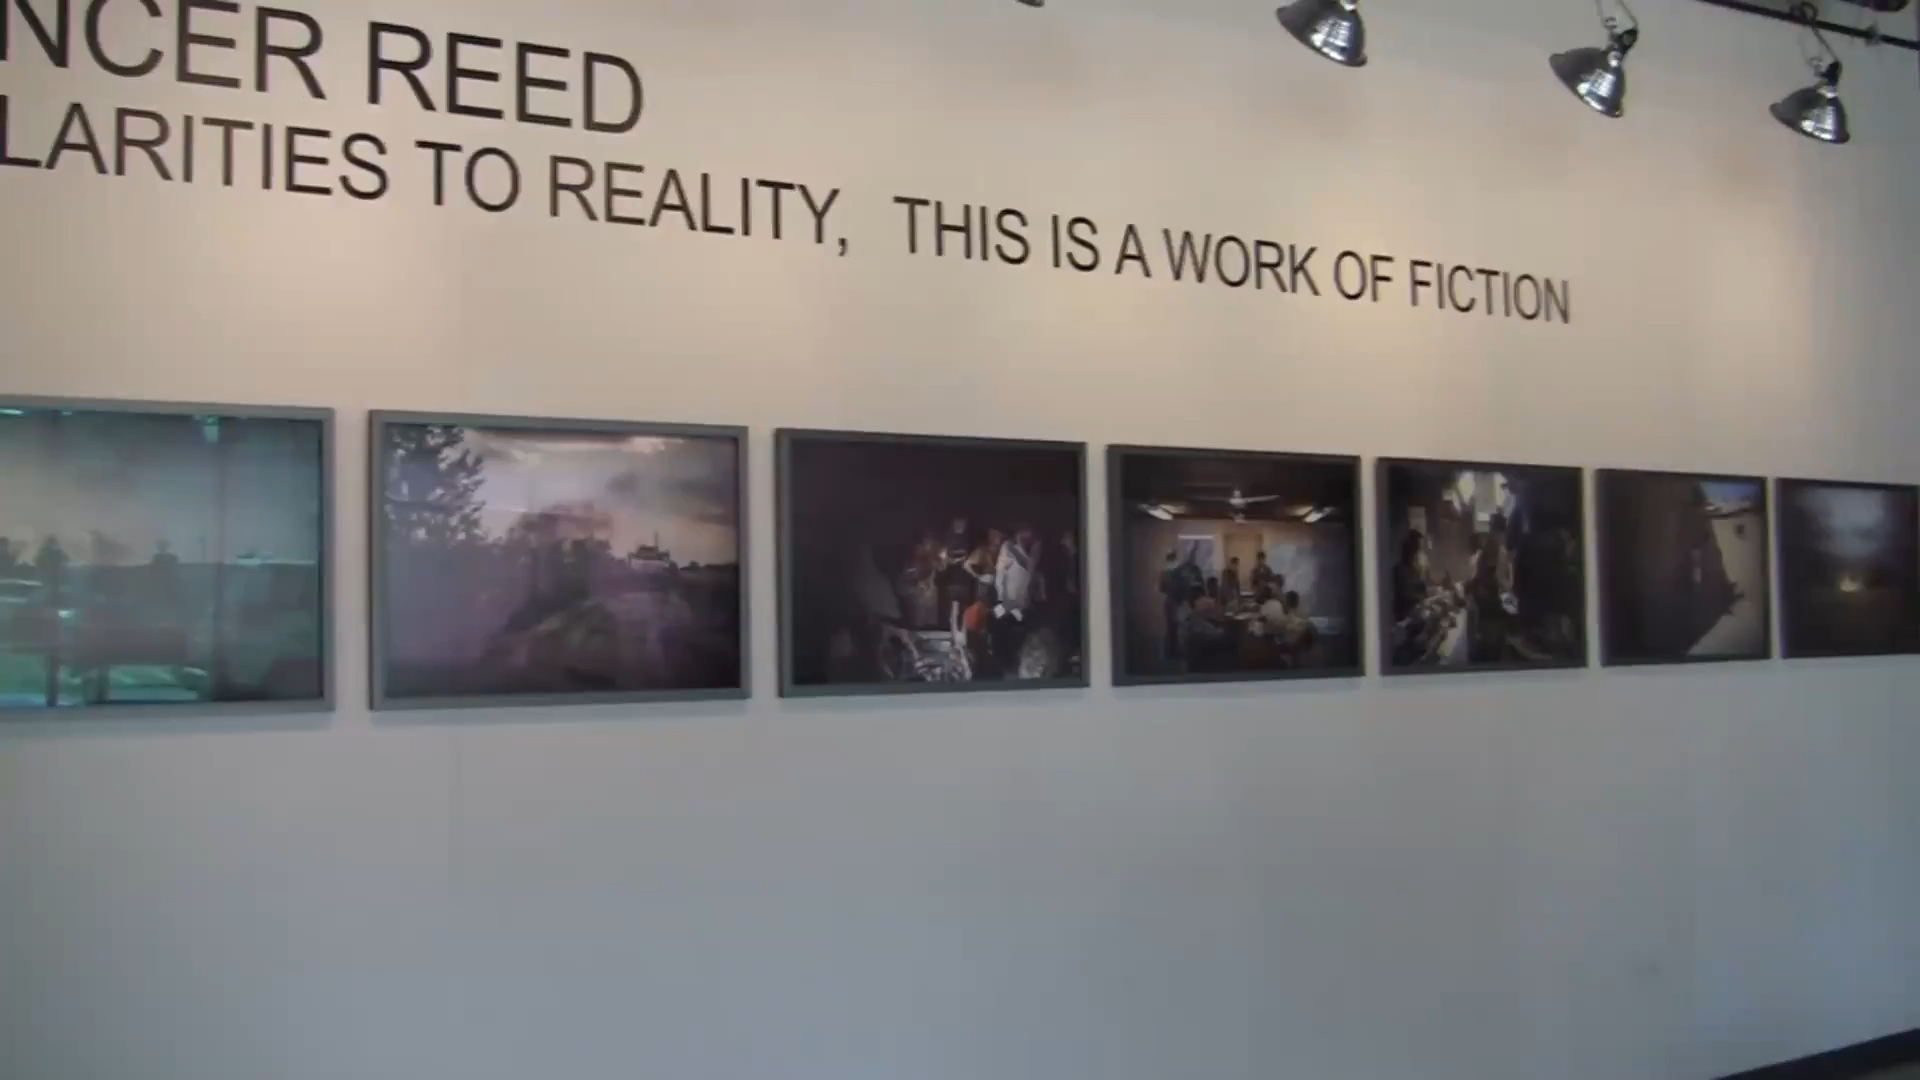 NCER REED
LARITIES TO REALITY, THIS IS A WORK OF FICTION